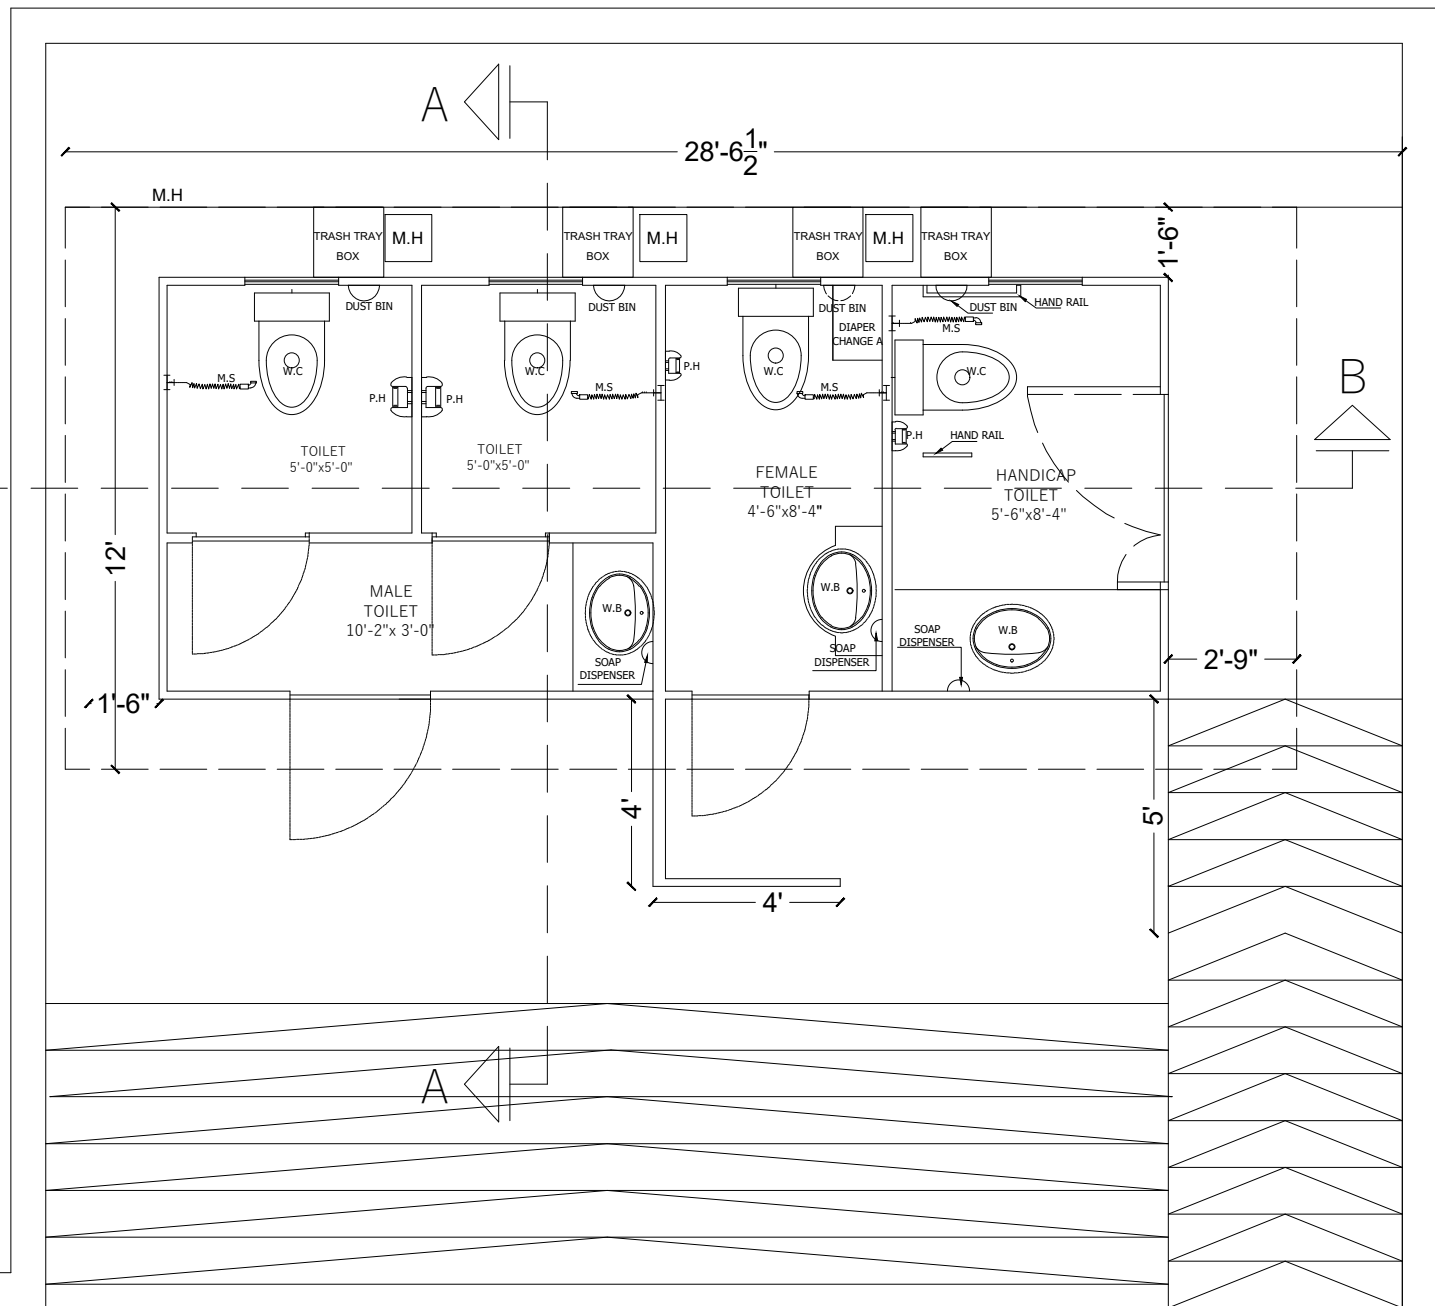 A
28'-6 1/2"
M.H
TRASH TRAY
BOX
M.H
TRASH TRAY
BOX
M.H
TRASH TRAY
BOX
M.H
TRASH TRAY
BOX
1'-6"
DUST BIN
DUST BIN
DUST BIN
DUST BIN
HAND RAIL
DIAPER
CHANGE A
M.S
W.C
M.S
P.H
P.H
W.C
M.S
P.H
W.C
M.S
W.C
B
TOILET
5'-0"x5'-0"
TOILET
5'-0"x5'-0"
P.H
HAND RAIL
FEMALE
TOILET
4'-6"x8'-4"
HANDICAP
TOILET
5'-6"x8'-4"
12'
MALE
TOILET
10'-2"x 3'-0"
W.B
W.B
W.B
SOAP
DISPENSER
SOAP
DISPENSER
SOAP
DISPENSER
2'-9"
1'-6"
4'
5'
4'
A